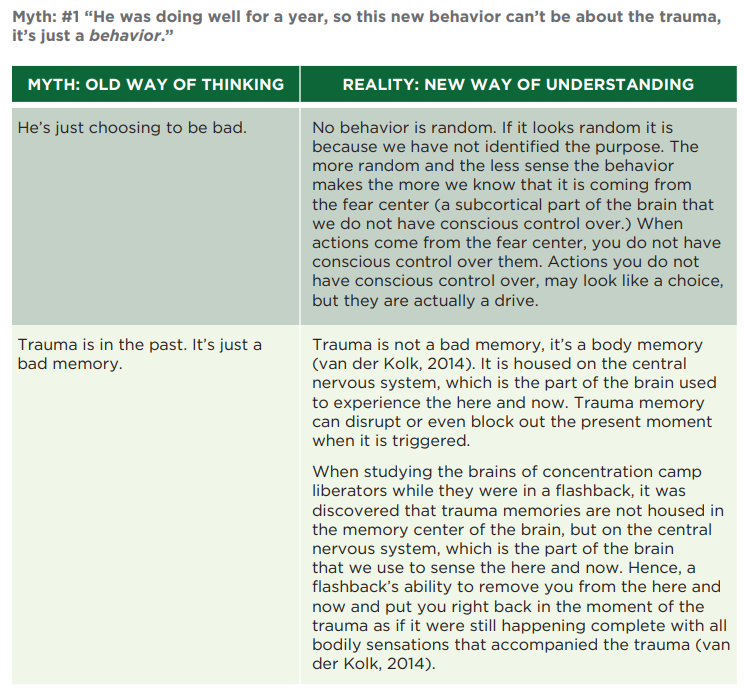 Myth: #1 “He was doing well for a year, so this new behavior can’t be about the trauma,
it’s just a behavior.”
MYTH: OLD WAY OF THINKING
REALITY: NEW WAY OF UNDERSTANDING
He’s just choosing to be bad.
No behavior is random. If it looks random it is
because we have not identified the purpose. The
more random and the less sense the behavior
makes the more we know that it is coming from
the fear center (a subcortical part of the brain that
we do not have conscious control over.) When
actions come from the fear center, you do not have
conscious control over them. Actions you do not
have conscious control over, may look like a choice,
but they are actually a drive.
Trauma is in the past. It’s just a
bad memory.
Trauma is not a bad memory, it’s a body memory
(van der Kolk, 2014). It is housed on the central
nervous system, which is the part of the brain used
to experience the here and now. Trauma memory
can disrupt or even block out the present moment
when it is triggered.
When studying the brains of concentration camp
liberators while they were in a flashback, it was
discovered that trauma memories are not housed in
the memory center of the brain, but on the central
nervous system, which is the part of the brain
that we use to sense the here and now. Hence, a
flashback’s ability to remove you from the here and
now and put you right back in the moment of the
trauma as if it were still happening complete with all
bodily sensations that accompanied the trauma (van
der Kolk, 2014).